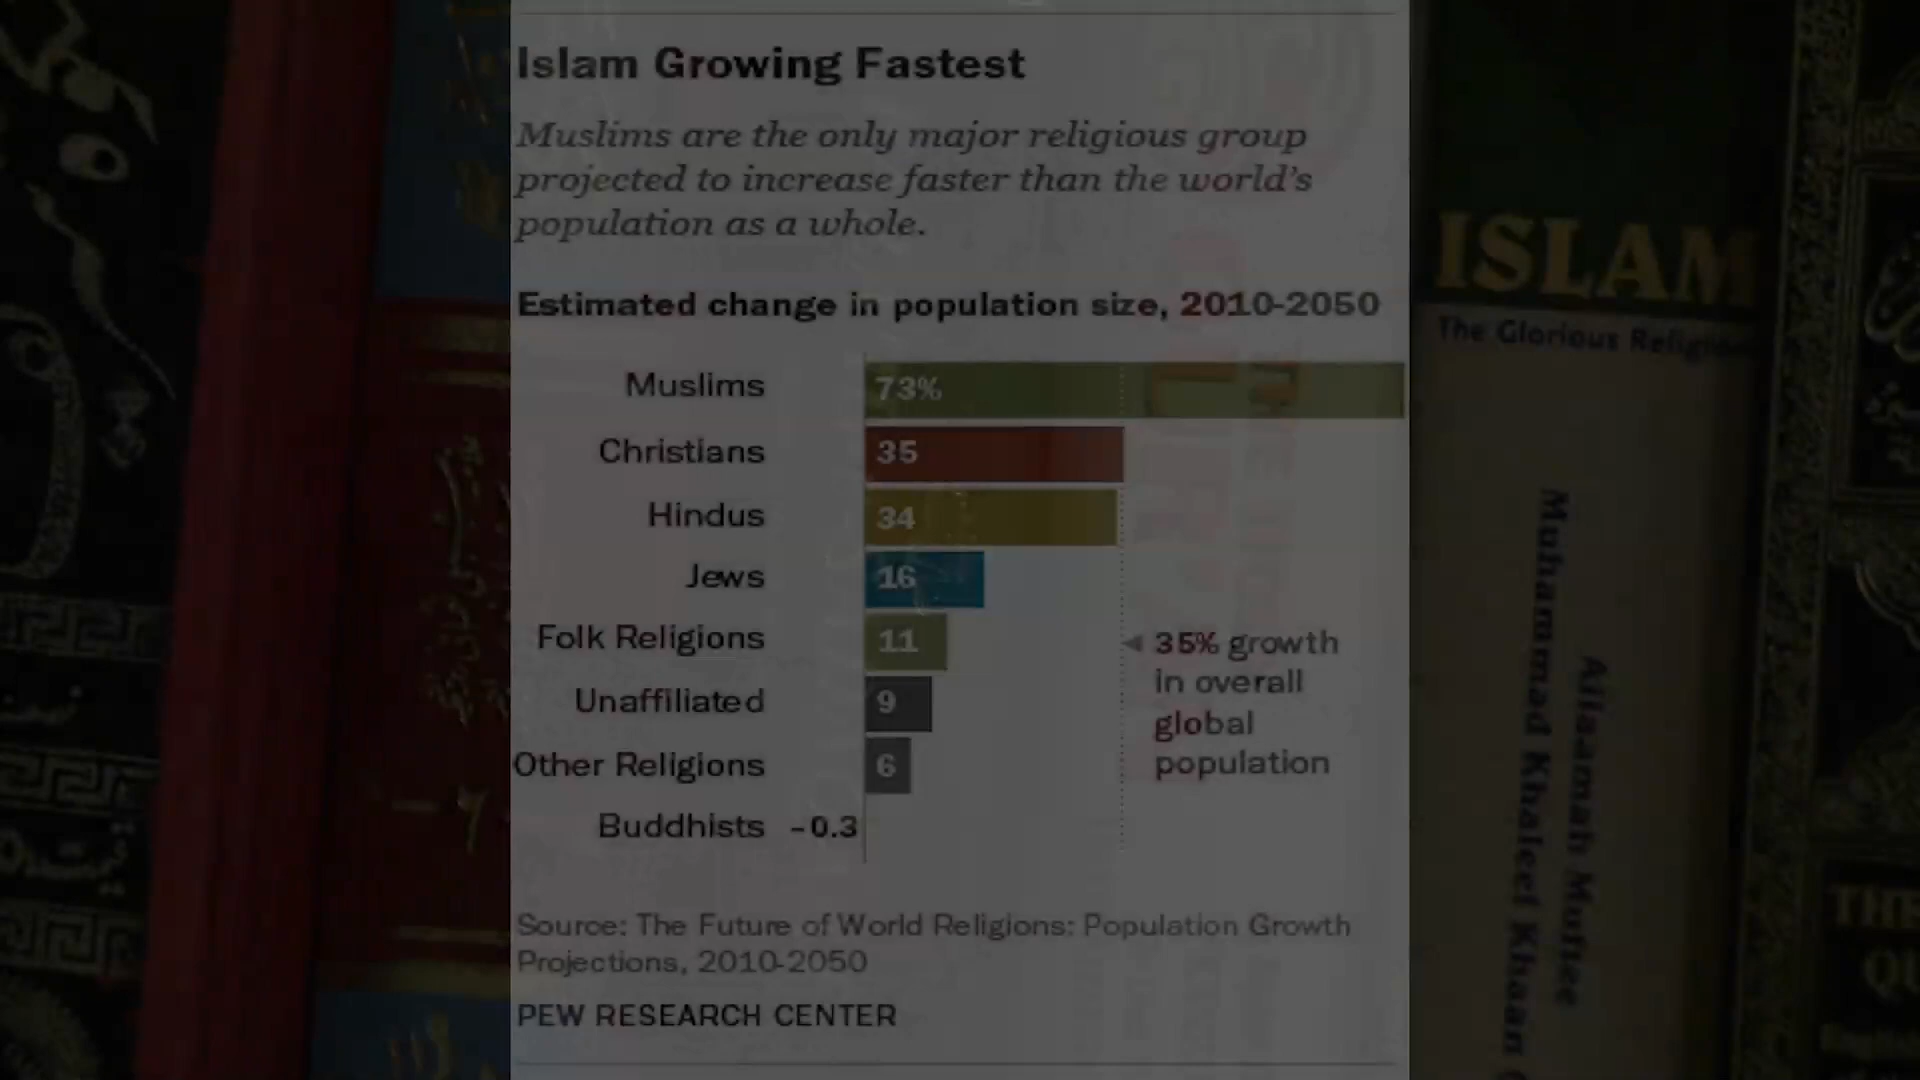 Islam Growing Fastest
Muslims are the only major religious group
projected to increase faster than the world's
population as a whole.
Estimated change in population size, 2010-2050
Muslims 73%
Christians 35
Hindus 34
Jews 16
Folk Religions 11
Unaffiliated 9
Other Religions 6
Buddhists -0.3
35% growth
in overall
global
population
Source: The Future of World Religions: Population Growth
Projections, 2010-2050
PEW RESEARCH CENTER
ISLAM
The Glorious Religion
Allamah Muftee
Muhammad Khaleel Khaan